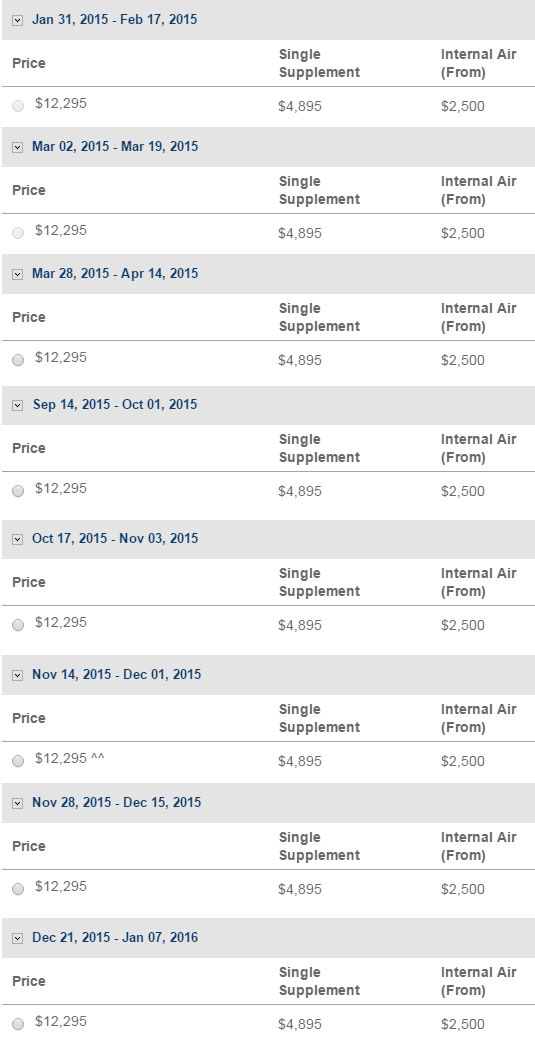 Jan 31, 2015 - Feb 17, 2015
Price Single Supplement Internal Air (From)
$12,295 $4,895 $2,500
Mar 02, 2015 - Mar 19, 2015
Price Single Supplement Internal Air (From)
$12,295 $4,895 $2,500
Mar 28, 2015 - Apr 14, 2015
Price Single Supplement Internal Air (From)
$12,295 $4,895 $2,500
Sep 14, 2015 - Oct 01, 2015
Price Single Supplement Internal Air (From)
$12,295 $4,895 $2,500
Oct 17, 2015 - Nov 03, 2015
Price Single Supplement Internal Air (From)
$12,295 $4,895 $2,500
Nov 14, 2015 - Dec 01, 2015
Price Single Supplement Internal Air (From)
$12,295 ^^ $4,895 $2,500
Nov 28, 2015 - Dec 15, 2015
Price Single Supplement Internal Air (From)
$12,295 $4,895 $2,500
Dec 21, 2015 - Jan 07, 2016
Price Single Supplement Internal Air (From)
$12,295 $4,895 $2,500